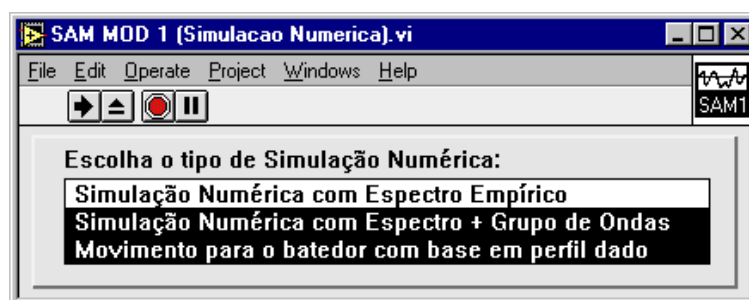 SAM MOD 1 (Simulacao Numerica).vi
File Edit Operate Project Windows Help
SAM1
Escolha o tipo de Simulação Numérica:
Simulação Numérica com Espectro Empírico
Simulação Numérica com Espectro + Grupo de Ondas
Movimento para o batedor com base em perfil dado